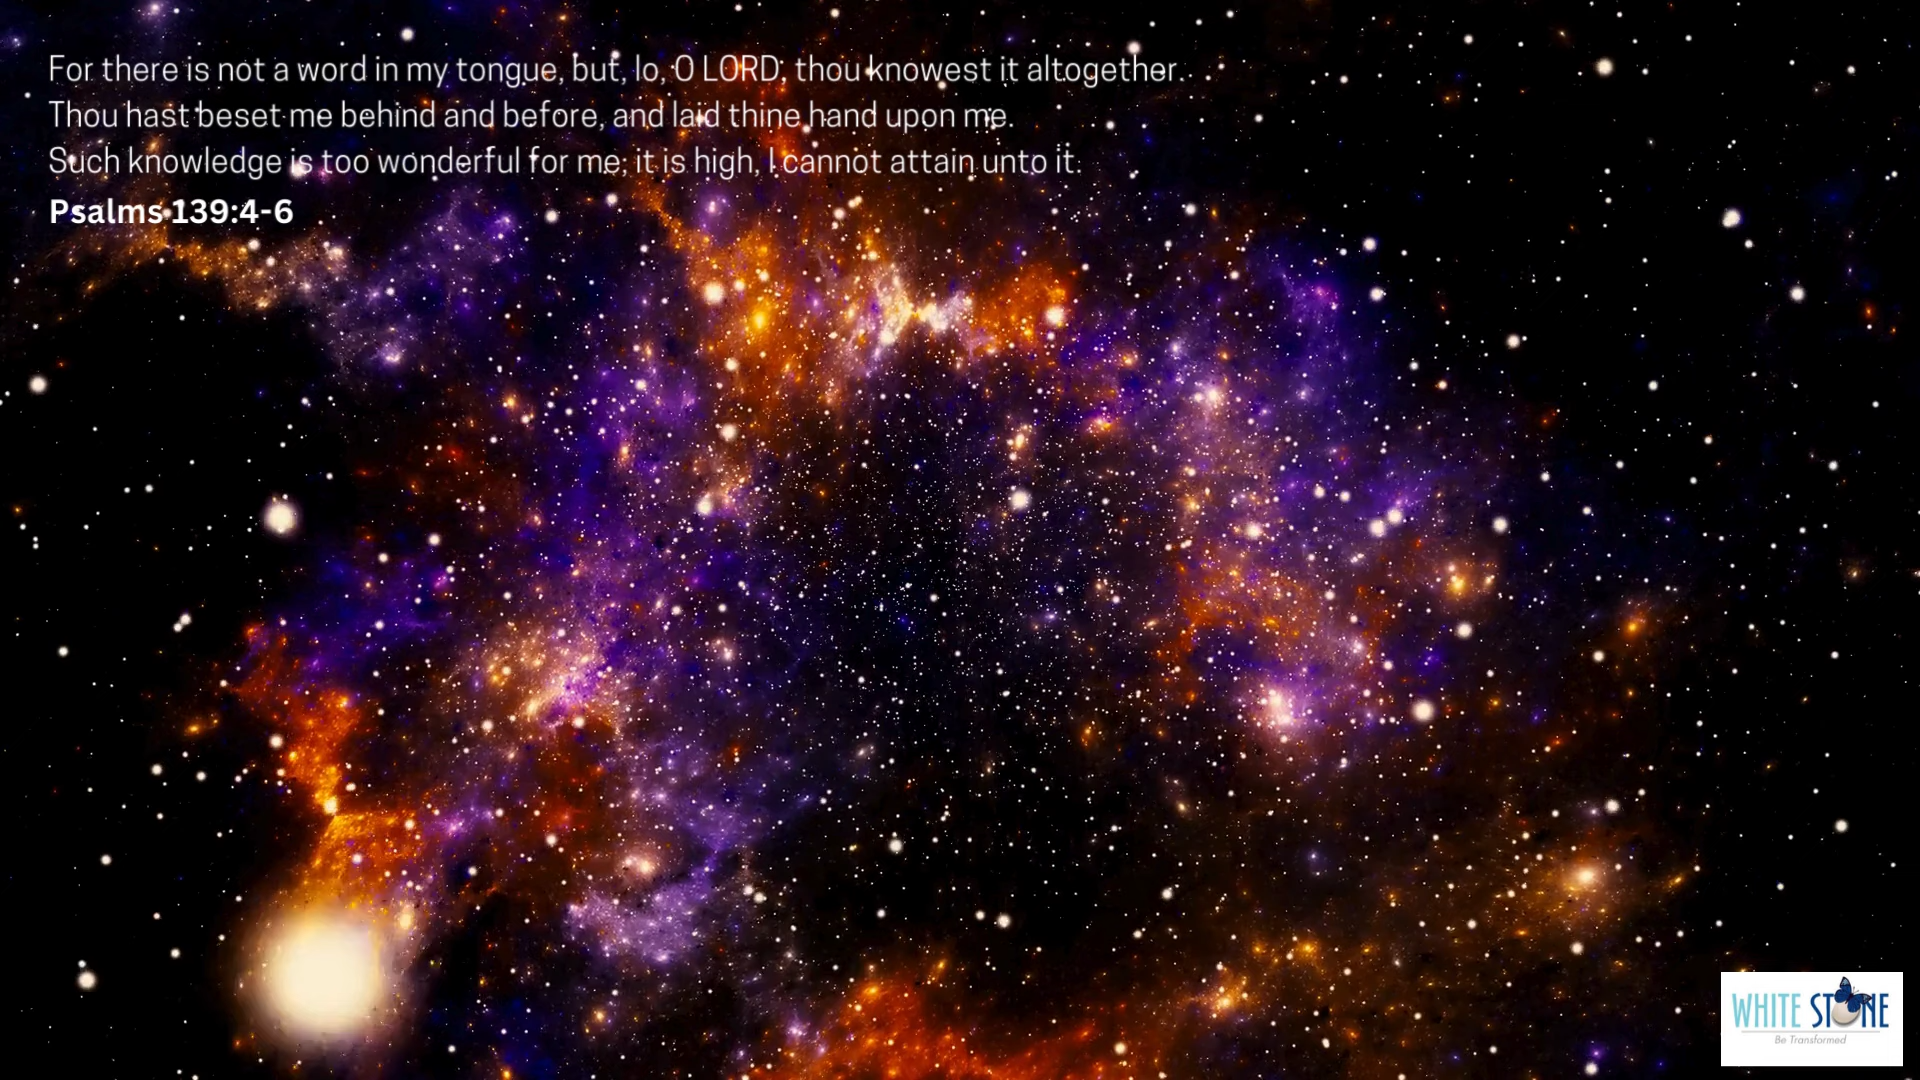 For there is not a word in my tongue, but, lo, O LORD, thou knowest it altogether.
Thou hast beset me behind and before, and laid thine hand upon me.
Such knowledge is too wonderful for me; it is high, I cannot attain unto it.
Psalms 139:4-6
WHITE STONE
Be Transformed